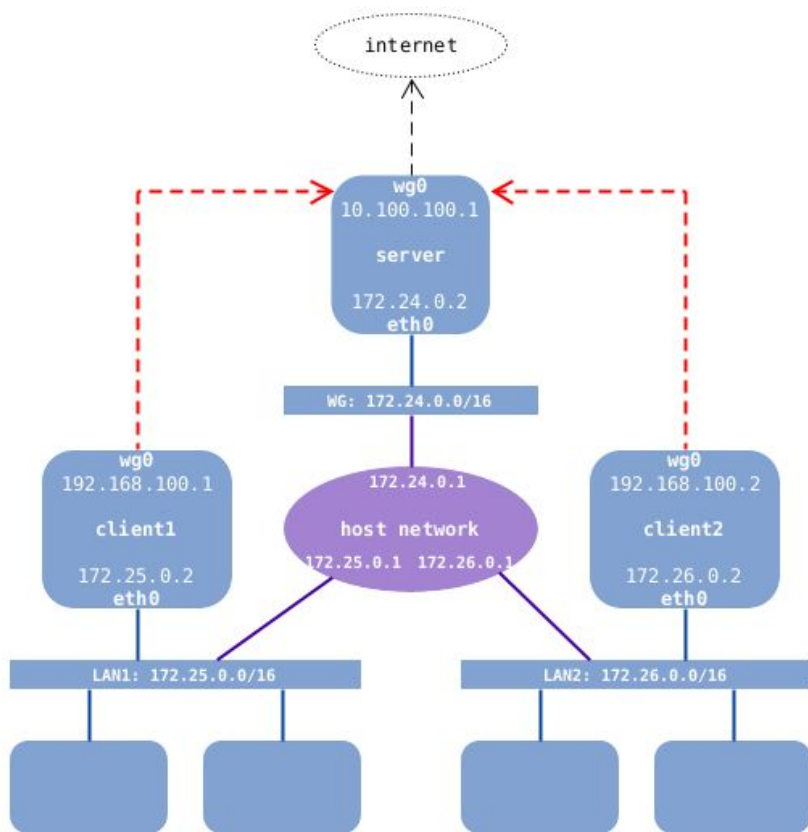 internet
wg0
10.100.100.1
server
172.24.0.2
eth0
WG: 172.24.0.0/16
wg0
192.168.100.1
client1
172.25.0.2
eth0
172.24.0.1
host network
172.25.0.1 172.26.0.1
wg0
192.168.100.2
client2
172.26.0.2
eth0
LAN1: 172.25.0.0/16
LAN2: 172.26.0.0/16